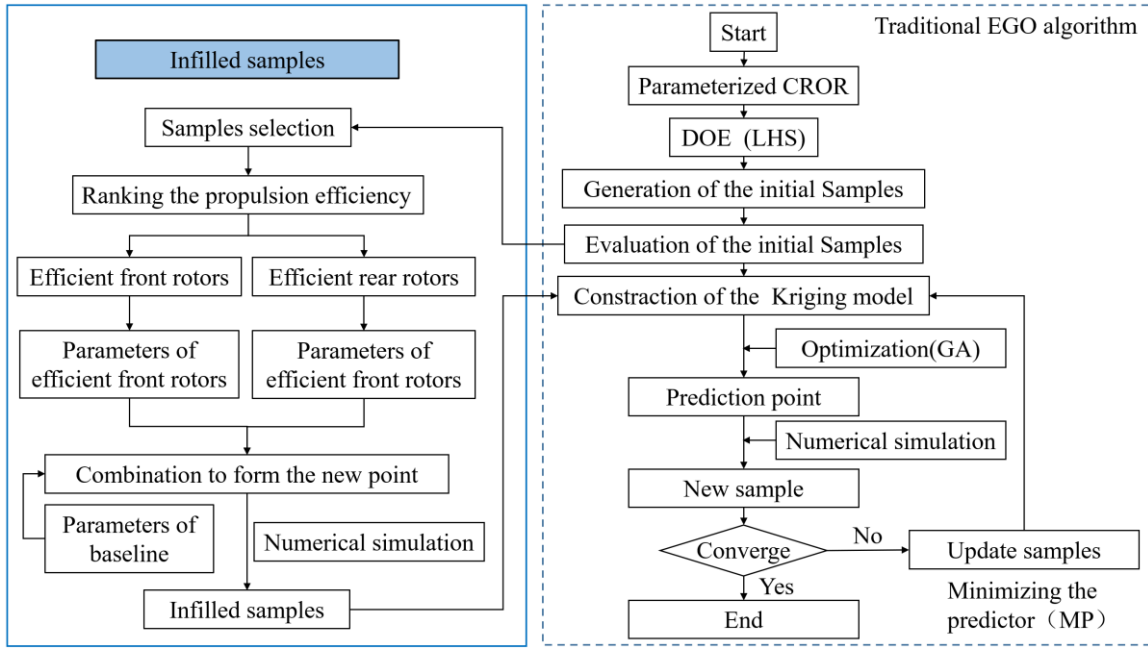 Infilled samples
Samples selection
Ranking the propulsion efficiency
Efficient front rotors
Efficient rear rotors
Parameters of
efficient front rotors
Parameters of
efficient front rotors
Combination to form the new point
Parameters of
baseline
Numerical simulation
Infilled samples
Traditional EGO algorithm
Start
Parameterized CROR
DOE (LHS)
Generation of the initial Samples
Evaluation of the initial Samples
Constraction of the Kriging model
Optimization(GA)
Prediction point
Numerical simulation
New sample
Converge
No
Update samples
Yes
Minimizing the
predictor（MP）
End